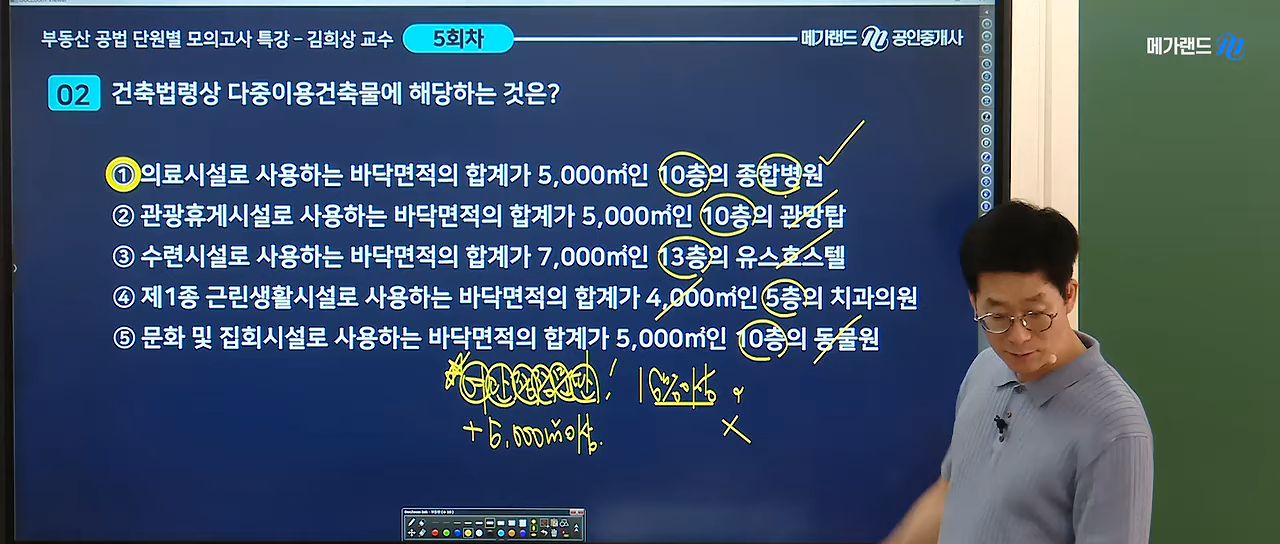 부동산 공법 단원별 모의고사 특강 - 김희상 교수 5회차 메가랜드 공인중개사
메가랜드
02 건축법령상 다중이용건축물에 해당하는 것은?
① 의료시설로 사용하는 바닥면적의 합계가 5,000㎡인 10층의 종합병원
② 관광휴게시설로 사용하는 바닥면적의 합계가 5,000㎡인 10층의 관망탑
③ 수련시설로 사용하는 바닥면적의 합계가 7,000㎡인 13층의 유스호스텔
④ 제1종 근린생활시설로 사용하는 바닥면적의 합계가 4,000㎡인 5층의 치과의원
⑤ 문화 및 집회시설로 사용하는 바닥면적의 합계가 5,000㎡인 10층의 동물원
+5,000㎡이상.